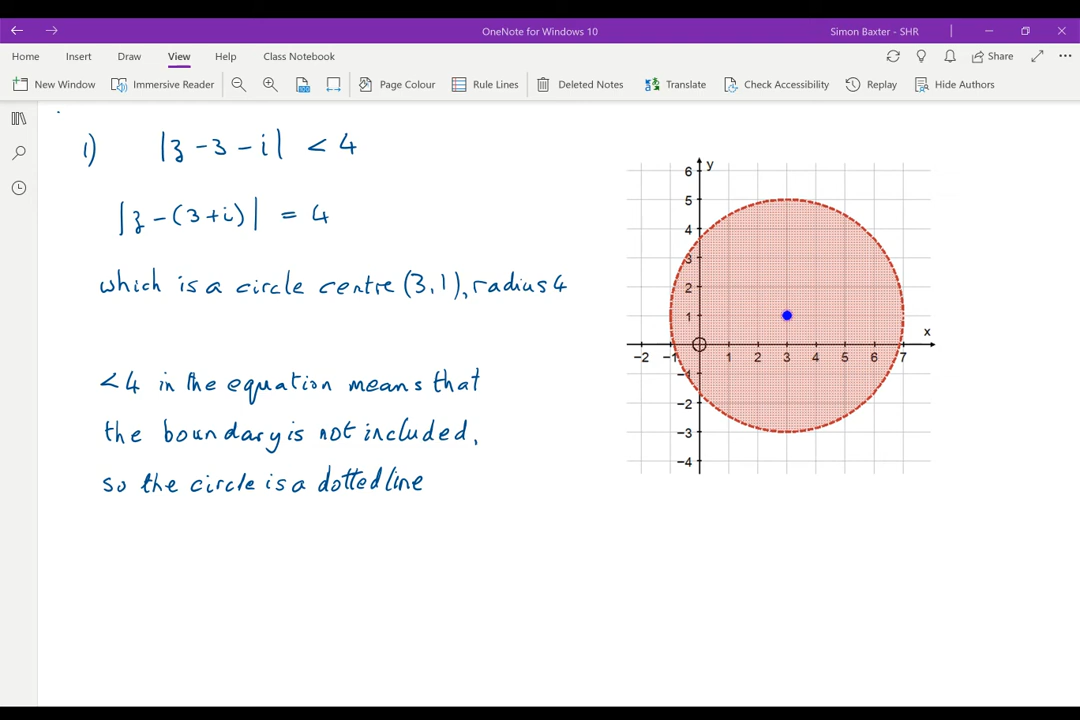 OneNote for Windows 10
Simon Baxter - SHR
Home Insert Draw View Help Class Notebook
Share
New Window Immersive Reader Page Colour Rule Lines Deleted Notes Translate Check Accessibility Replay Hide Authors
1) |z - 3 - i| < 4
|z - (3 + i)| = 4
which is a circle centre (3,1), radius 4
< 4 in the equation means that
the boundary is not included,
so the circle is a dotted line
y
6
5
4
3
2
1
x
-2 -1 1 2 3 4 5 6 7
-1
-2
-3
-4